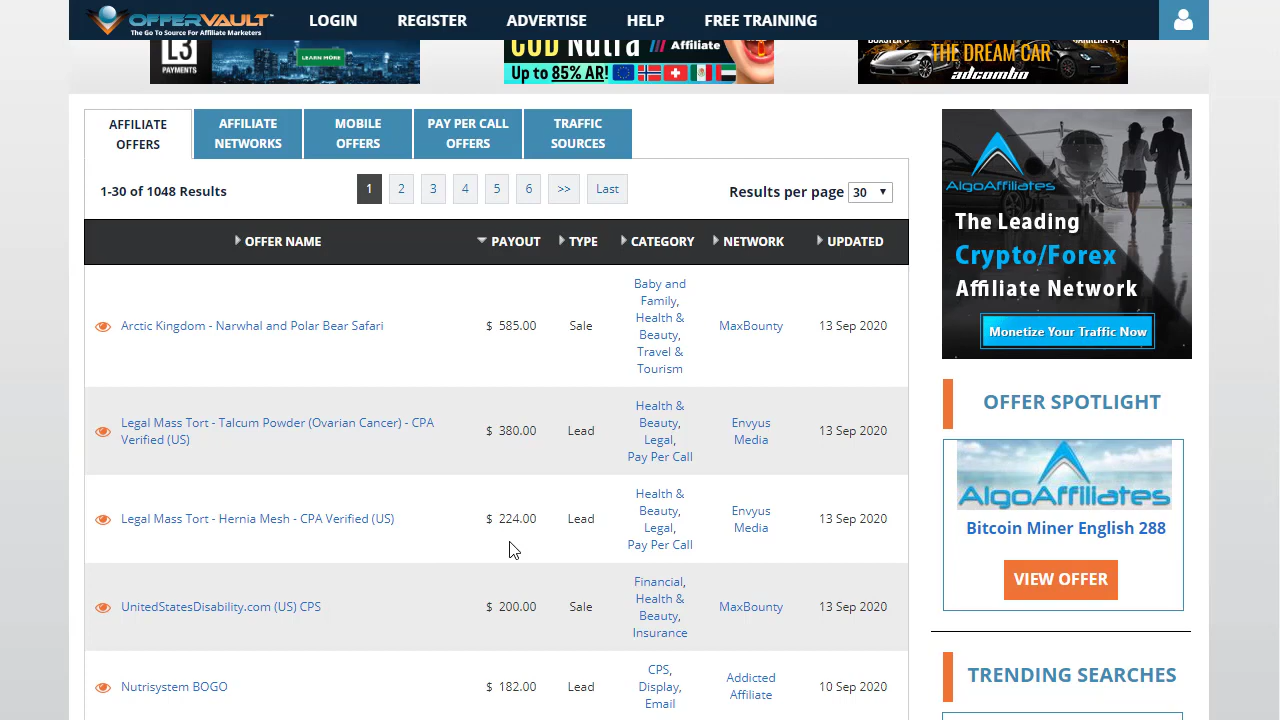 OFFERVAULT™
The Go To Source For Affiliate Marketers
LOGIN
REGISTER
ADVERTISE
HELP
FREE TRAINING
L3
PAYMENTS
LEARN MORE
COD Nutra /// Affiliate
Up to 85% AR!
THE DREAM CAR
adcombo
AFFILIATE
OFFERS
AFFILIATE
NETWORKS
MOBILE
OFFERS
PAY PER CALL
OFFERS
TRAFFIC
SOURCES
1-30 of 1048 Results
1
2
3
4
5
6
>>
Last
Results per page 30
OFFER NAME
PAYOUT
TYPE
CATEGORY
NETWORK
UPDATED
Arctic Kingdom - Narwhal and Polar Bear Safari
$ 585.00
Sale
Baby and
Family,
Health &
Beauty,
Travel &
Tourism
MaxBounty
13 Sep 2020
Legal Mass Tort - Talcum Powder (Ovarian Cancer) - CPA
Verified (US)
$ 380.00
Lead
Health &
Beauty,
Legal,
Pay Per Call
Envyus
Media
13 Sep 2020
Legal Mass Tort - Hernia Mesh - CPA Verified (US)
$ 224.00
Lead
Health &
Beauty,
Legal,
Pay Per Call
Envyus
Media
13 Sep 2020
UnitedStatesDisability.com (US) CPS
$ 200.00
Sale
Financial,
Health &
Beauty,
Insurance
MaxBounty
13 Sep 2020
Nutrisystem BOGO
$ 182.00
Lead
CPS,
Display,
Email
Addicted
Affiliate
10 Sep 2020
AlgoAffiliates
The Leading
Crypto/Forex
Affiliate Network
Monetize Your Traffic Now
OFFER SPOTLIGHT
AlgoAffiliates
Bitcoin Miner English 288
VIEW OFFER
TRENDING SEARCHES